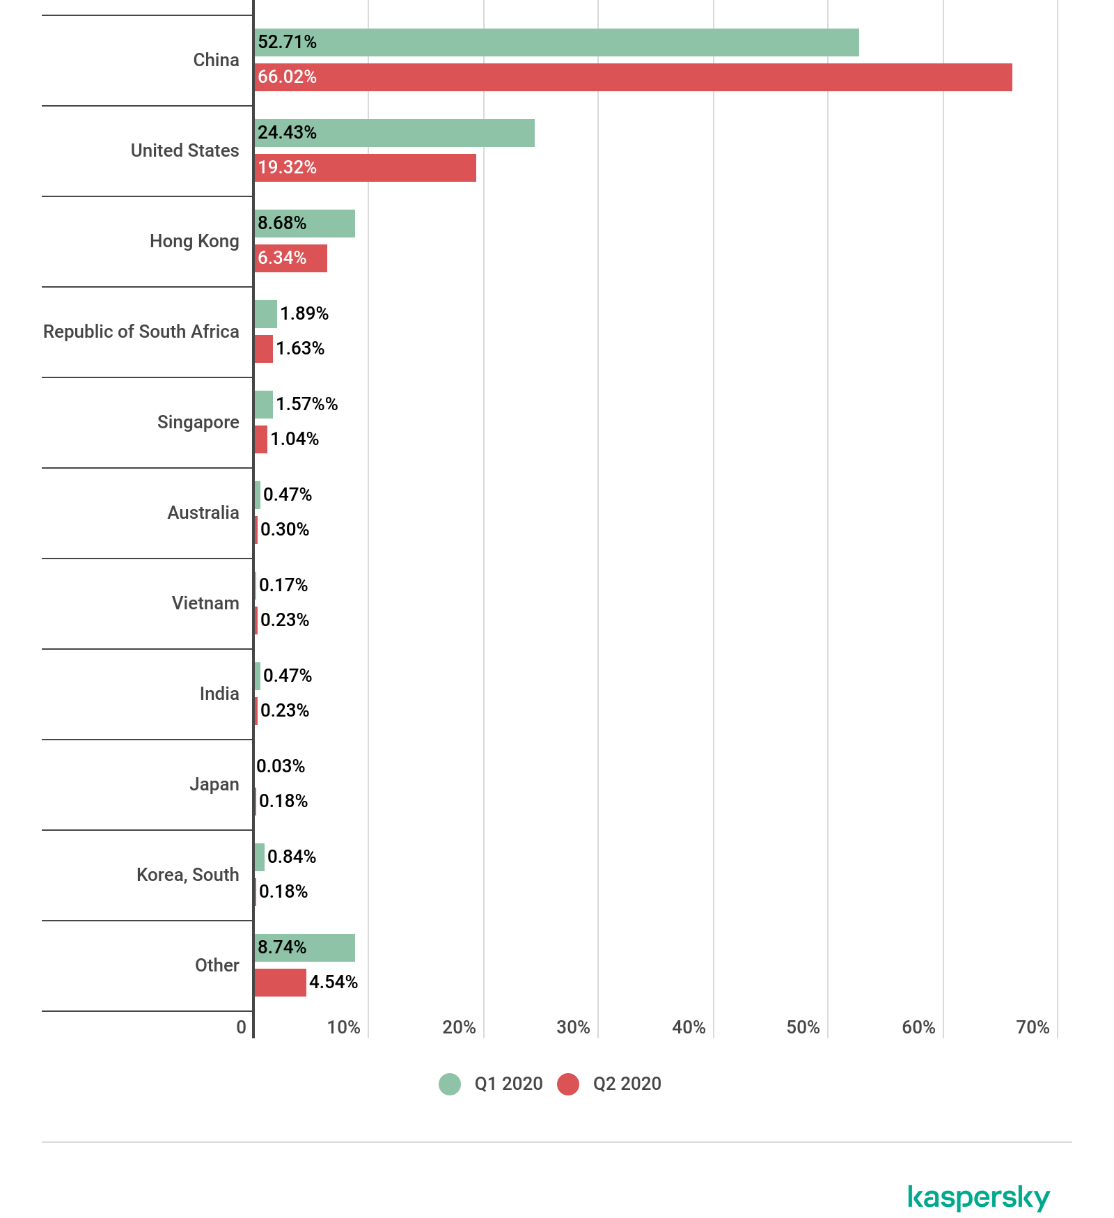 52.71%
China
66.02%
24.43%
United States
19.32%
8.68%
Hong Kong
6.34%
1.89%
Republic of South Africa
1.63%
1.57%%
Singapore
1.04%
0.47%
Australia
0.30%
0.17%
Vietnam
0.23%
0.47%
India
0.23%
0.03%
Japan
0.18%
0.84%
Korea, South
0.18%
8.74%
Other
4.54%
0 10% 20% 30% 40% 50% 60% 70%
Q1 2020 Q2 2020
kaspersky